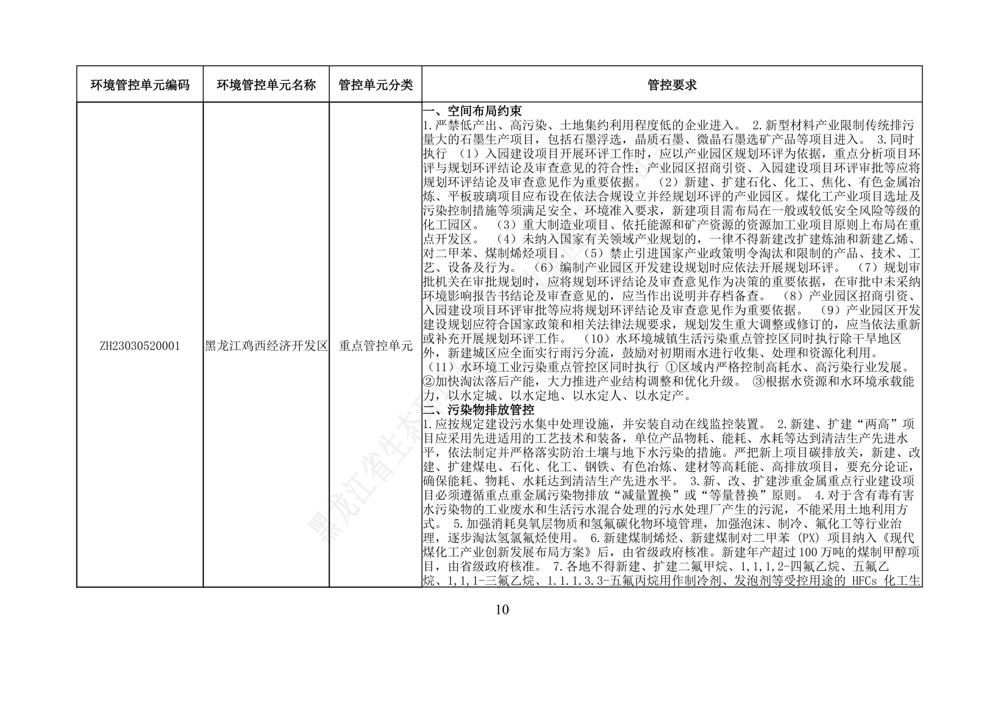 环境管控单元编码 环境管控单元名称 管控单元分类 管控要求
ZH23030520001 黑龙江鸡西经济开发区 重点管控单元
一、空间布局约束
1.严禁低产出、高污染、土地集约利用程度低的企业进入。 2.新型材料产业限制传统排污
量大的石墨生产项目，包括石墨浮选，晶质石墨、微晶石墨选矿产品等项目进入。 3.同时
执行 （1）入园建设项目开展环评工作时，应以产业园区规划环评为依据，重点分析项目环
评与规划环评结论及审查意见的符合性；产业园区招商引资、入园建设项目环评审批等应将
规划环评结论及审查意见作为重要依据。 （2）新建、扩建石化、化工、焦化、有色金属冶
炼、平板玻璃项目应布设在依法合规设立并经规划环评的产业园区。煤化工产业项目选址及
污染控制措施等须满足安全、环境准入要求，新建项目需布局在一般或较低安全风险等级的
化工园区。 （3）重大制造业项目、依托能源和矿产资源的资源加工业项目原则上布局在重
点开发区。 （4）未纳入国家有关领域产业规划的，一律不得新建改扩建炼油和新建乙烯、
对二甲苯、煤制烯烃项目。 （5）禁止引进国家产业政策明令淘汰和限制的产品、技术、工
艺、设备及行为。 （6）编制产业园区开发建设规划时应依法开展规划环评。 （7）规划审
批机关在审批规划时，应将规划环评结论及审查意见作为决策的重要依据，在审批中未采纳
环境影响报告书结论及审查意见的，应当作出说明并存档备查。 （8）产业园区招商引资、
入园建设项目环评审批等应将规划环评结论及审查意见作为重要依据。 （9）产业园区开发
建设规划应符合国家政策和相关法律法规要求，规划发生重大调整或修订的，应当依法重新
或补充开展规划环评工作。 （10）水环境城镇生活污染重点管控区同时执行除干旱地区
外，新建城区应全面实行雨污分流，鼓励对初期雨水进行收集、处理和资源化利用。
（11）水环境工业污染重点管控区同时执行 ①区域内严格控制高耗水、高污染行业发展。
②加快淘汰落后产能，大力推进产业结构调整和优化升级。 ③根据水资源和水环境承载能
力，以水定城、以水定地、以水定人、以水定产。
二、污染物排放管控
1.应按规定建设污水集中处理设施，并安装自动在线监控装置。 2.新建、扩建“两高”项
目应采用先进适用的工艺技术和装备，单位产品物耗、能耗、水耗等达到清洁生产先进水
平，依法制定并严格落实防治土壤与地下水污染的措施。严把新上项目碳排放关，新建、改
建、扩建煤电、石化、化工、钢铁、有色冶炼、建材等高耗能、高排放项目，要充分论证，
确保能耗、物耗、水耗达到清洁生产先进水平。 3.新、改、扩建涉重金属重点行业建设项
目必须遵循重点重金属污染物排放“减量置换”或“等量替换”原则。 4.对于含有毒有害
水污染物的工业废水和生活污水混合处理的污水处理厂产生的污泥，不能采用土地利用方
式。 5.加强消耗臭氧层物质和氢氟碳化物环境管理，加强泡沫、制冷、氟化工等行业治
理，逐步淘汰氢氯氟烃使用。 6.新建煤制烯烃、新建煤制对二甲苯 (PX) 项目纳入《现代
煤化工产业创新发展布局方案》后，由省级政府核准。新建年产超过 100 万吨的煤制甲醇项
目，由省级政府核准。 7.各地不得新建、扩建二氟甲烷、1,1,1,2-四氟乙烷、五氟乙
烷、1,1,1-三氟乙烷、1.1.1.3.3-五氟丙烷用作制冷剂、发泡剂等受控用途的 HFCs 化工生
10